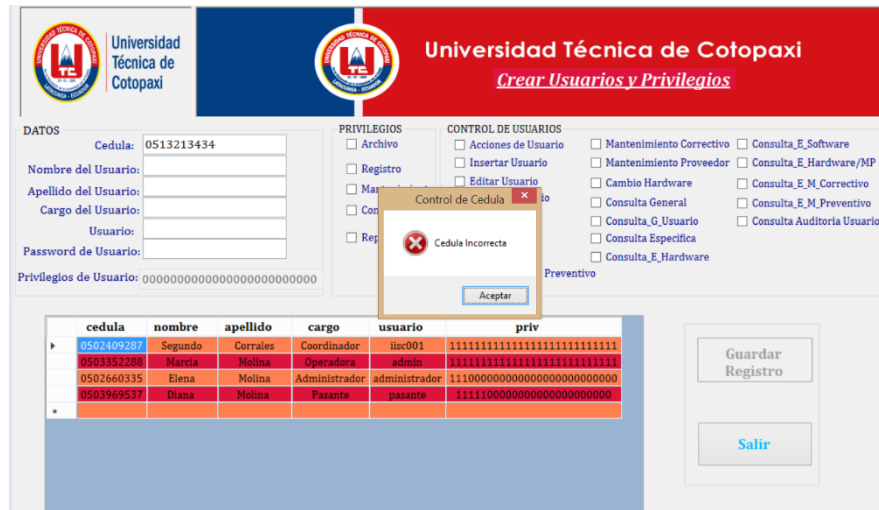 Universidad
Técnica de
Cotopaxi
Universidad Técnica de Cotopaxi
Crear Usuarios y Privilegios
DATOS
Cedula: 0513213434
Nombre del Usuario:
Apellido del Usuario:
Cargo del Usuario:
Usuario:
Password de Usuario:
Privilegios de Usuario:
PRIVILEGIOS
Archivo
Registro
Rep
CONTROL DE USUARIOS
Acciones de Usuario
Insertar Usuario
Editar Usuario
io
Preventivo
Mantenimiento Correctivo
Mantenimiento Proveedor
Cambio Hardware
Consulta General
Consulta_G_Usuario
Consulta Especifica
Consulta_E_Hardware
Consulta_E_Software
Consulta_E_Hardware/MP
Consulta_E_M_Correctivo
Consulta_E_M_Preventivo
Consulta Auditoria Usuario
Control de Cedula
Cedula Incorrecta
Aceptar
cedula nombre apellido cargo usuario priv
0502409287 Segundo Corrales Coordinador iisc001
0503352288 Marcia Molina Operadora admin
0502660335 Elena Molina Administrador administrador
0503969537 Diana Molina Pasante pasante
Guardar
Registro
Salir